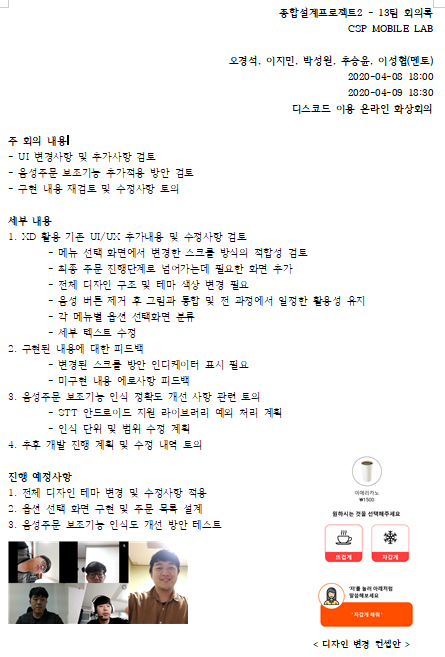 종합설계프로젝트2 - 13팀 회의록
CSP MOBILE LAB
오경석, 이지민, 박성원, 추승윤, 이성협(멘토)
2020-04-08 18:00
2020-04-09 18:30
디스코드 이용 온라인 화상회의
주 회의 내용
- UI 변경사항 및 추가사항 검토
- 음성주문 보조기능 추가적용 방안 검토
- 구현 내용 재검토 및 수정사항 토의
세부 내용
1. XD 활용 기존 UI/UX 추가내용 및 수정사항 검토
- 메뉴 선택 화면에서 변경한 스크롤 방식의 적합성 검토
- 최종 주문 진행단계로 넘어가는데 필요한 화면 추가
- 전체 디자인 구조 및 테마 색상 변경 필요
- 음성 버튼 제거 후 그림과 통합 및 전 과정에서 일정한 활용성 유지
- 각 메뉴별 옵션 선택화면 분류
- 세부 텍스트 수정
2. 구현된 내용에 대한 피드백
- 변경된 스크롤 방안 인디케이터 표시 필요
- 미구현 내용 에로사항 피드백
3. 음성주문 보조기능 인식 정확도 개선 사항 관련 토의
- STT 안드로이드 지원 라이브러리 예외 처리 계획
- 인식 단위 및 범위 수정 계획
4. 추후 개발 진행 계획 및 수정 내역 토의
진행 예정사항
1. 전체 디자인 테마 변경 및 수정사항 적용
2. 옵션 선택 화면 구현 및 주문 목록 설계
3. 음성주문 보조기능 인식도 개선 방안 테스트
아메리카노
₩1500
원하시는 것을 선택해주세요
뜨겁게
차갑게
'저'를 눌러 아래처럼
말씀해보세요
"차갑게 해줘"
< 디자인 변경 컨셉안 >